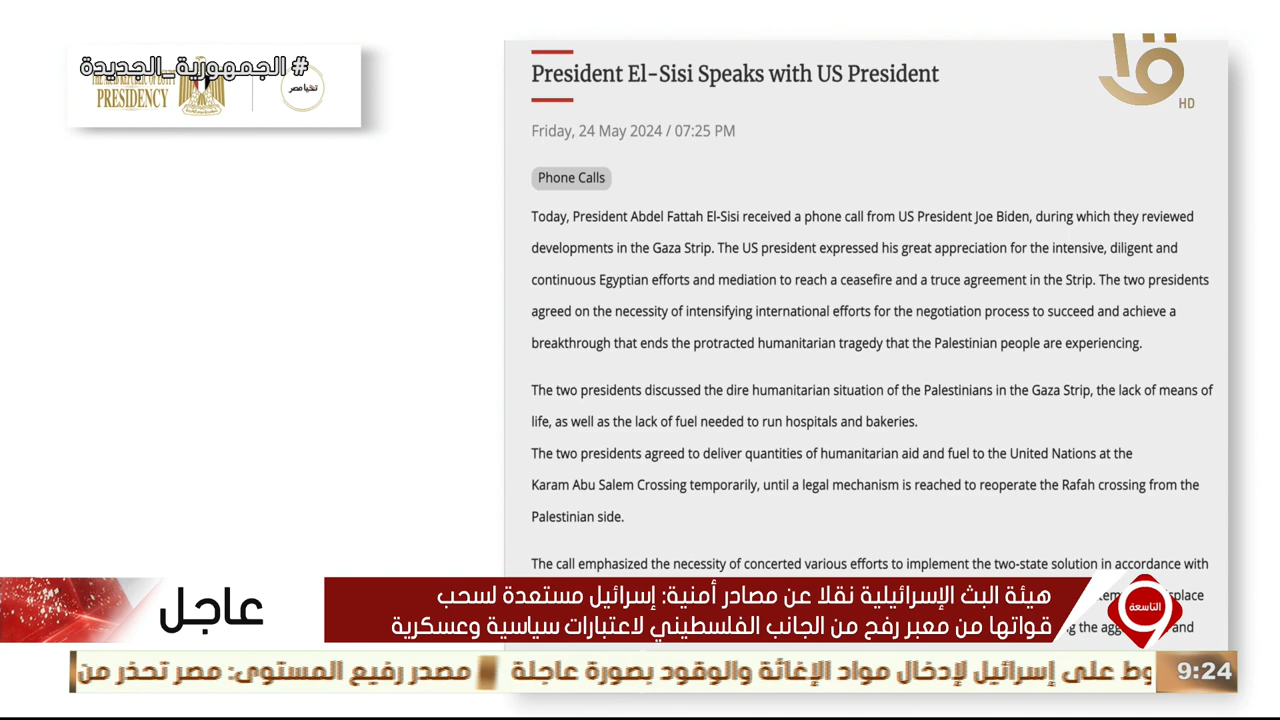 # الجمهورية_الجديدة
THE ARAB REPUBLIC OF EGYPT
PRESIDENCY
تحيا مصر
HD
President El-Sisi Speaks with US President
Friday, 24 May 2024 / 07:25 PM
Phone Calls
Today, President Abdel Fattah El-Sisi received a phone call from US President Joe Biden, during which they reviewed
developments in the Gaza Strip. The US president expressed his great appreciation for the intensive, diligent and
continuous Egyptian efforts and mediation to reach a ceasefire and a truce agreement in the Strip. The two presidents
agreed on the necessity of intensifying international efforts for the negotiation process to succeed and achieve a
breakthrough that ends the protracted humanitarian tragedy that the Palestinian people are experiencing.
The two presidents discussed the dire humanitarian situation of the Palestinians in the Gaza Strip, the lack of means of
life, as well as the lack of fuel needed to run hospitals and bakeries.
The two presidents agreed to deliver quantities of humanitarian aid and fuel to the United Nations at the
Karam Abu Salem Crossing temporarily, until a legal mechanism is reached to reoperate the Rafah crossing from the
Palestinian side.
The call emphasized the necessity of concerted various efforts to implement the two-state solution in accordance with
and
عاجل
هيئة البث الإسرائيلية نقلا عن مصادر أمنية: إسرائيل مستعدة لسحب
قواتها من معبر رفح من الجانب الفلسطيني لاعتبارات سياسية وعسكرية
التاسعة
9:24
على إسرائيل لإدخال مواد الإغاثة والوقود بصورة عاجلة
مصدر رفيع المستوى: مصر تحذر من